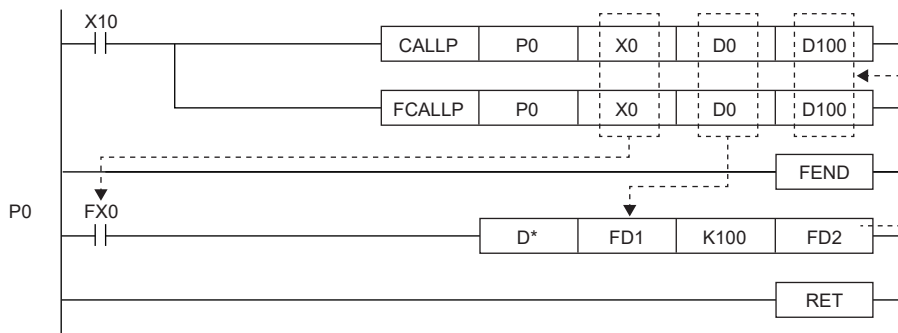 X10
CALLP P0 X0 D0 D100
FCALLP P0 X0 D0 D100
FEND
P0 FX0
D* FD1 K100 FD2
RET